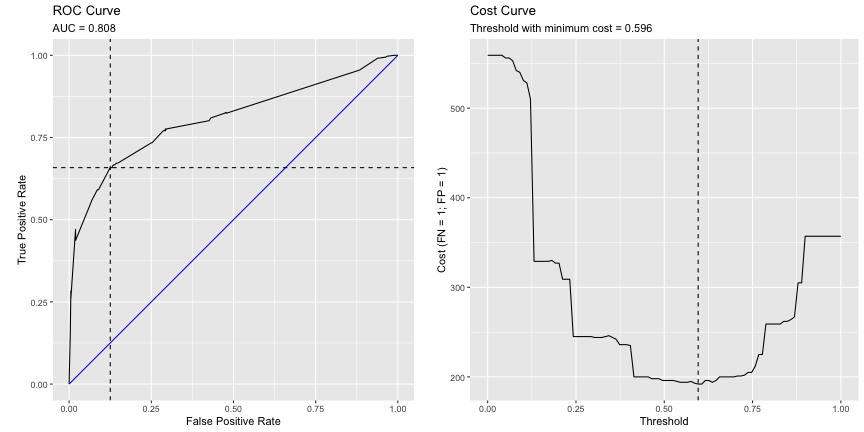 ROC Curve
AUC = 0.808
True Positive Rate
1.00
0.75
0.50
0.25
0.00
0.00 0.25 0.50 0.75 1.00
False Positive Rate
Cost Curve
Threshold with minimum cost = 0.596
Cost (FN = 1; FP = 1)
500
400
300
200
0.00 0.25 0.50 0.75 1.00
Threshold